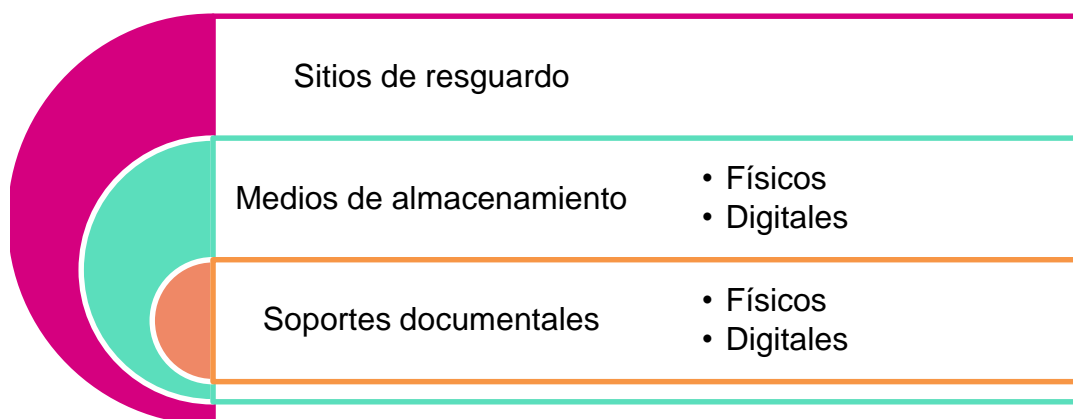 Sitios de resguardo
Medios de almacenamiento
• Físicos
• Digitales
Soportes documentales
• Físicos
• Digitales